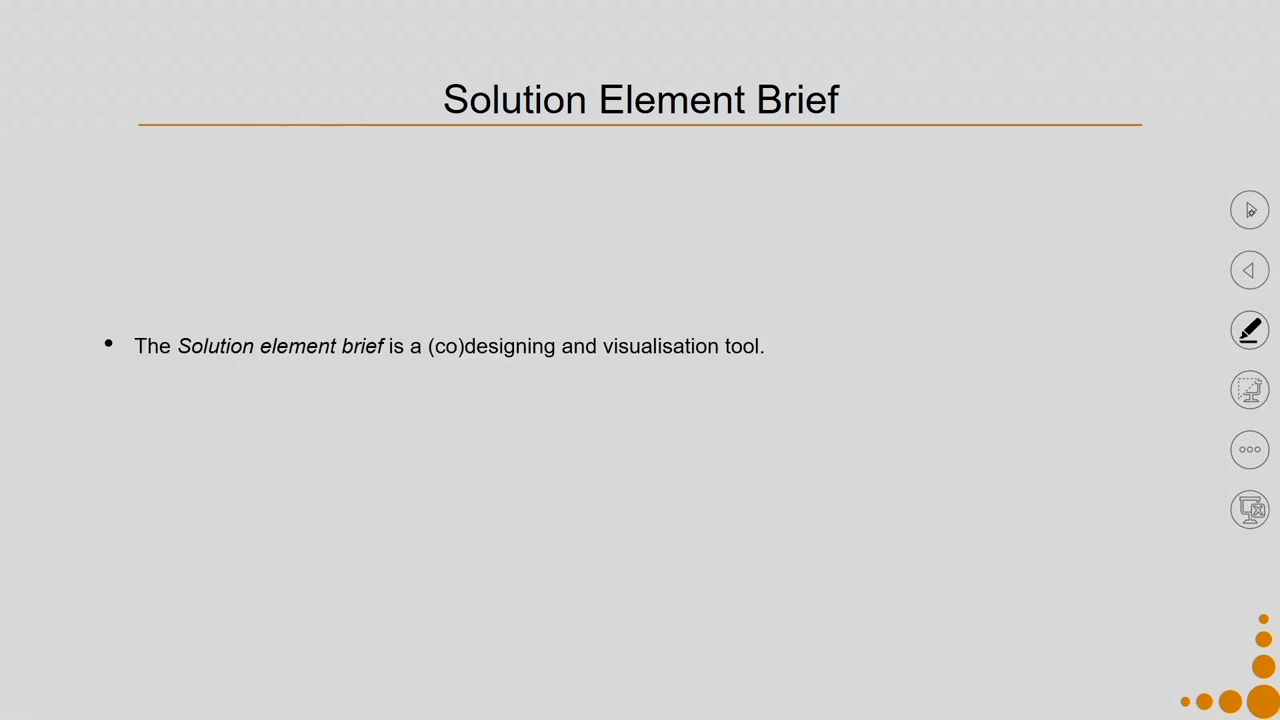 Solution Element Brief
• The Solution element brief is a (co)designing and visualisation tool.